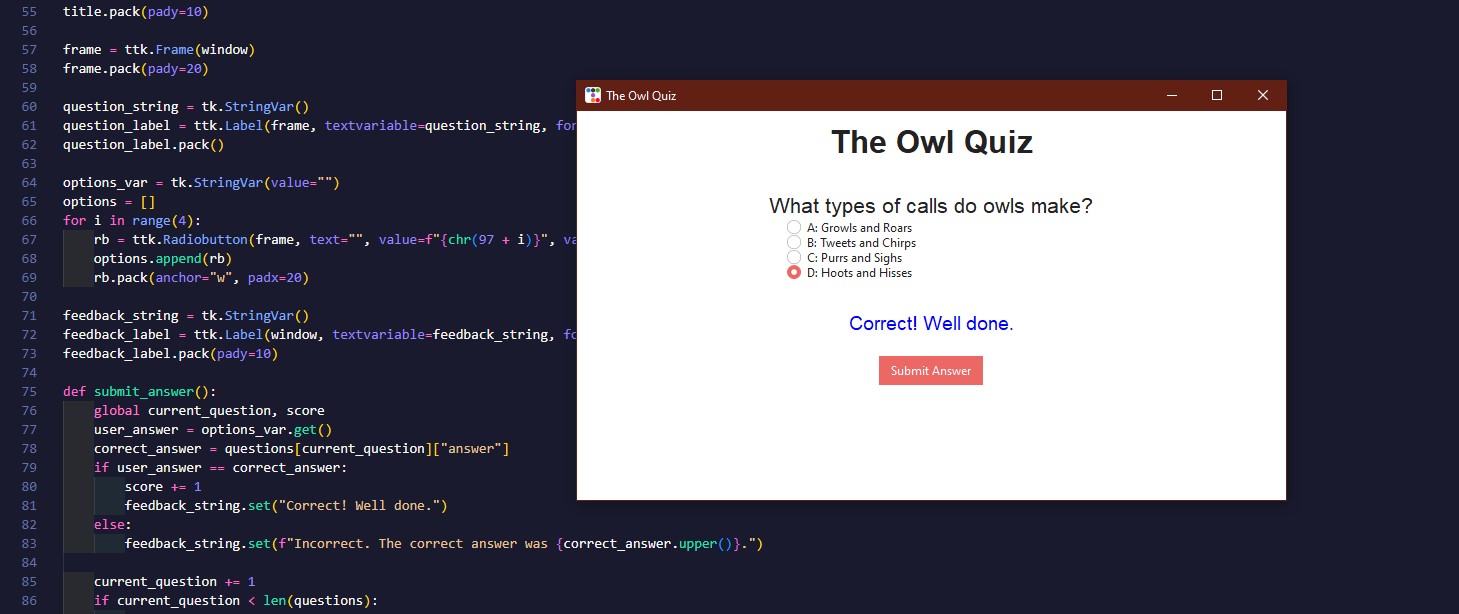 55 title.pack(pady=10)
56
57 frame = ttk.Frame(window)
58 frame.pack(pady=20)
59
60 question_string = tk.StringVar()
61 question_label = ttk.Label(frame, textvariable=question_string, for
62 question_label.pack()
63
64 options_var = tk.StringVar(value="")
65 options = []
66 for i in range(4):
67     rb = ttk.Radiobutton(frame, text="", value=f"{chr(97 + i)}", va
68     options.append(rb)
69     rb.pack(anchor="w", padx=20)
70
71 feedback_string = tk.StringVar()
72 feedback_label = ttk.Label(window, textvariable=feedback_string, fo
73 feedback_label.pack(pady=10)
74
75 def submit_answer():
76     global current_question, score
77     user_answer = options_var.get()
78     correct_answer = questions[current_question]["answer"]
79     if user_answer == correct_answer:
80         score += 1
81         feedback_string.set("Correct! Well done.")
82     else:
83         feedback_string.set(f"Incorrect. The correct answer was {correct_answer.upper()}.")
84
85     current_question += 1
86     if current_question < len(questions):
The Owl Quiz
The Owl Quiz
What types of calls do owls make?
A: Growls and Roars
B: Tweets and Chirps
C: Purrs and Sighs
D: Hoots and Hisses
Correct! Well done.
Submit Answer